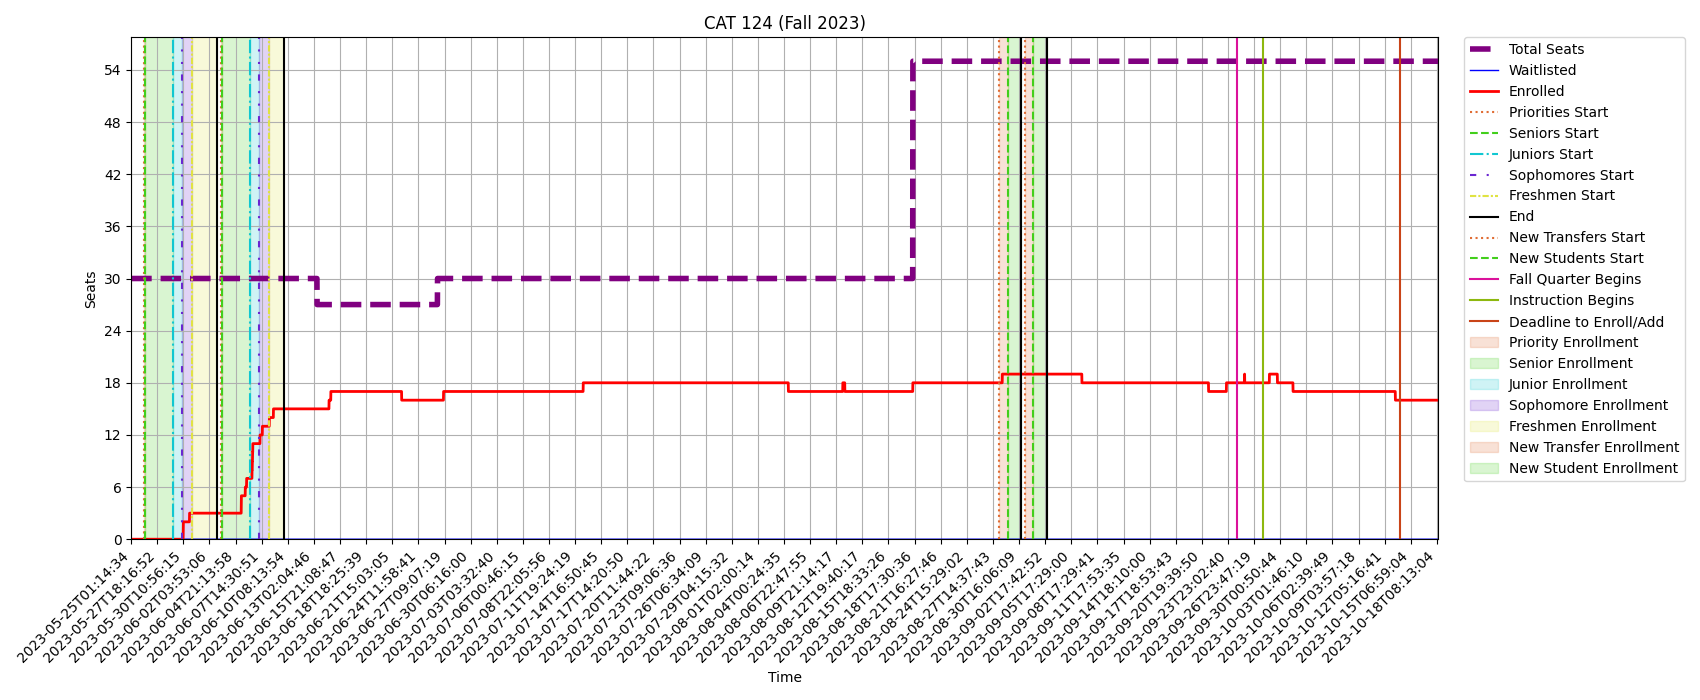 CAT 124 (Fall 2023)
Seats
54
48
42
36
30
24
18
12
6
0
2023-05-25T01:14:34
2023-05-27T18:16:52
2023-05-30T10:56:15
2023-06-02T03:53:06
2023-06-04T21:13:58
2023-06-07T14:30:51
2023-06-10T08:13:54
2023-06-13T02:04:46
2023-06-15T21:08:47
2023-06-18T18:25:39
2023-06-21T15:03:05
2023-06-24T11:58:41
2023-06-27T09:07:19
2023-06-30T06:16:00
2023-07-03T03:32:40
2023-07-06T00:46:15
2023-07-08T22:05:56
2023-07-11T19:24:19
2023-07-14T16:50:45
2023-07-17T14:20:50
2023-07-20T11:44:22
2023-07-23T09:06:36
2023-07-26T06:34:09
2023-07-29T04:15:32
2023-08-01T02:00:14
2023-08-04T00:24:35
2023-08-06T22:47:55
2023-08-09T21:14:17
2023-08-12T19:40:17
2023-08-15T18:33:26
2023-08-18T17:30:36
2023-08-21T16:27:46
2023-08-24T15:29:02
2023-08-27T14:37:43
2023-08-30T16:06:09
2023-09-02T17:42:52
2023-09-05T17:29:00
2023-09-08T17:29:41
2023-09-11T17:53:35
2023-09-14T18:10:00
2023-09-17T18:53:43
2023-09-20T19:39:50
2023-09-23T23:02:40
2023-09-26T23:47:19
2023-09-30T00:50:44
2023-10-03T01:46:10
2023-10-06T02:39:49
2023-10-09T03:57:18
2023-10-12T05:16:41
2023-10-15T06:59:04
2023-10-18T08:13:04
Time
Total Seats
Waitlisted
Enrolled
Priorities Start
Seniors Start
Juniors Start
Sophomores Start
Freshmen Start
End
New Transfers Start
New Students Start
Fall Quarter Begins
Instruction Begins
Deadline to Enroll/Add
Priority Enrollment
Senior Enrollment
Junior Enrollment
Sophomore Enrollment
Freshmen Enrollment
New Transfer Enrollment
New Student Enrollment